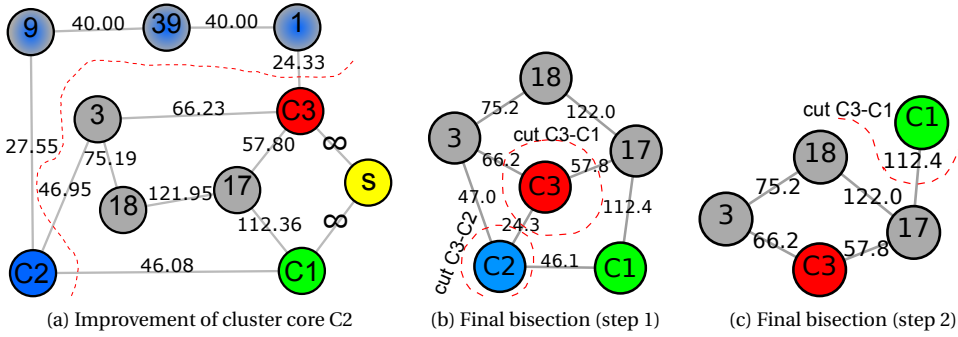 9
40.00
39
40.00
1
24.33
3
66.23
C3
27.55
75.19
57.80
∞
46.95
18
121.95
17
S
112.36
∞
C2
46.08
C1
(a) Improvement of cluster core C2
18
75.2
122.0
cut C3-C1
3
17
66.2
57.8
C3
47.0
24.3
112.4
cut C3-C2
C2
46.1
C1
(b) Final bisection (step 1)
cut C3-C1
C1
18
112.4
75.2
122.0
3
17
66.2
57.8
C3
(c) Final bisection (step 2)